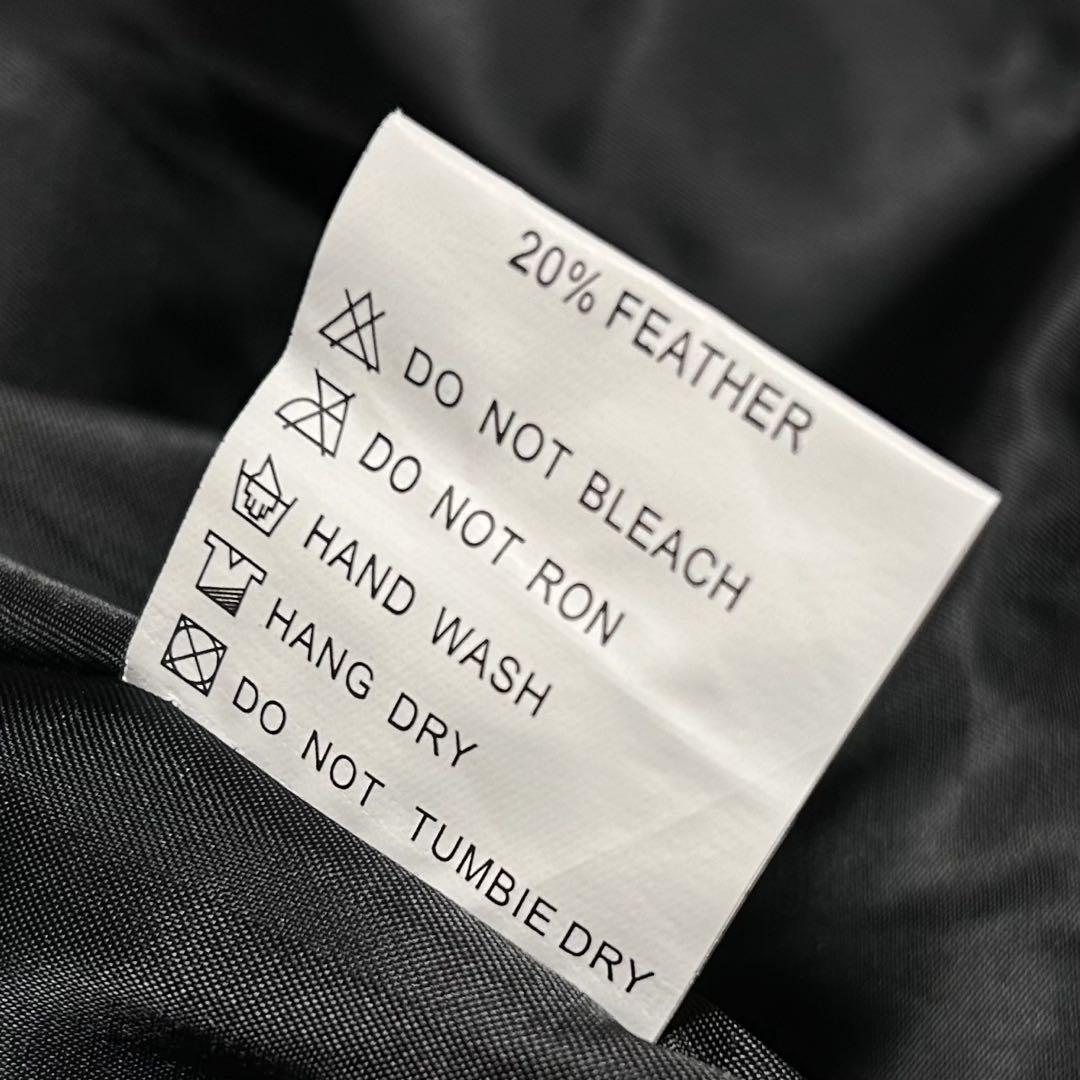 20% FEATHER
DO NOT BLEACH
DO NOT RON
HAND WASH
HANG DRY
DO NOT TUMBIE DRY